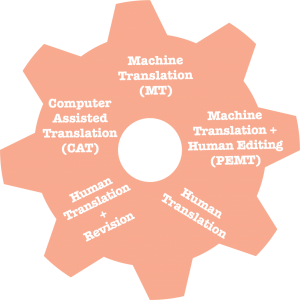 Machine
Translation
(MT)
Computer
Assisted
Translation
(CAT)
Machine
Translation +
Human Editing
(PEMT)
Human
Translation
+
Revision
Human
Translation